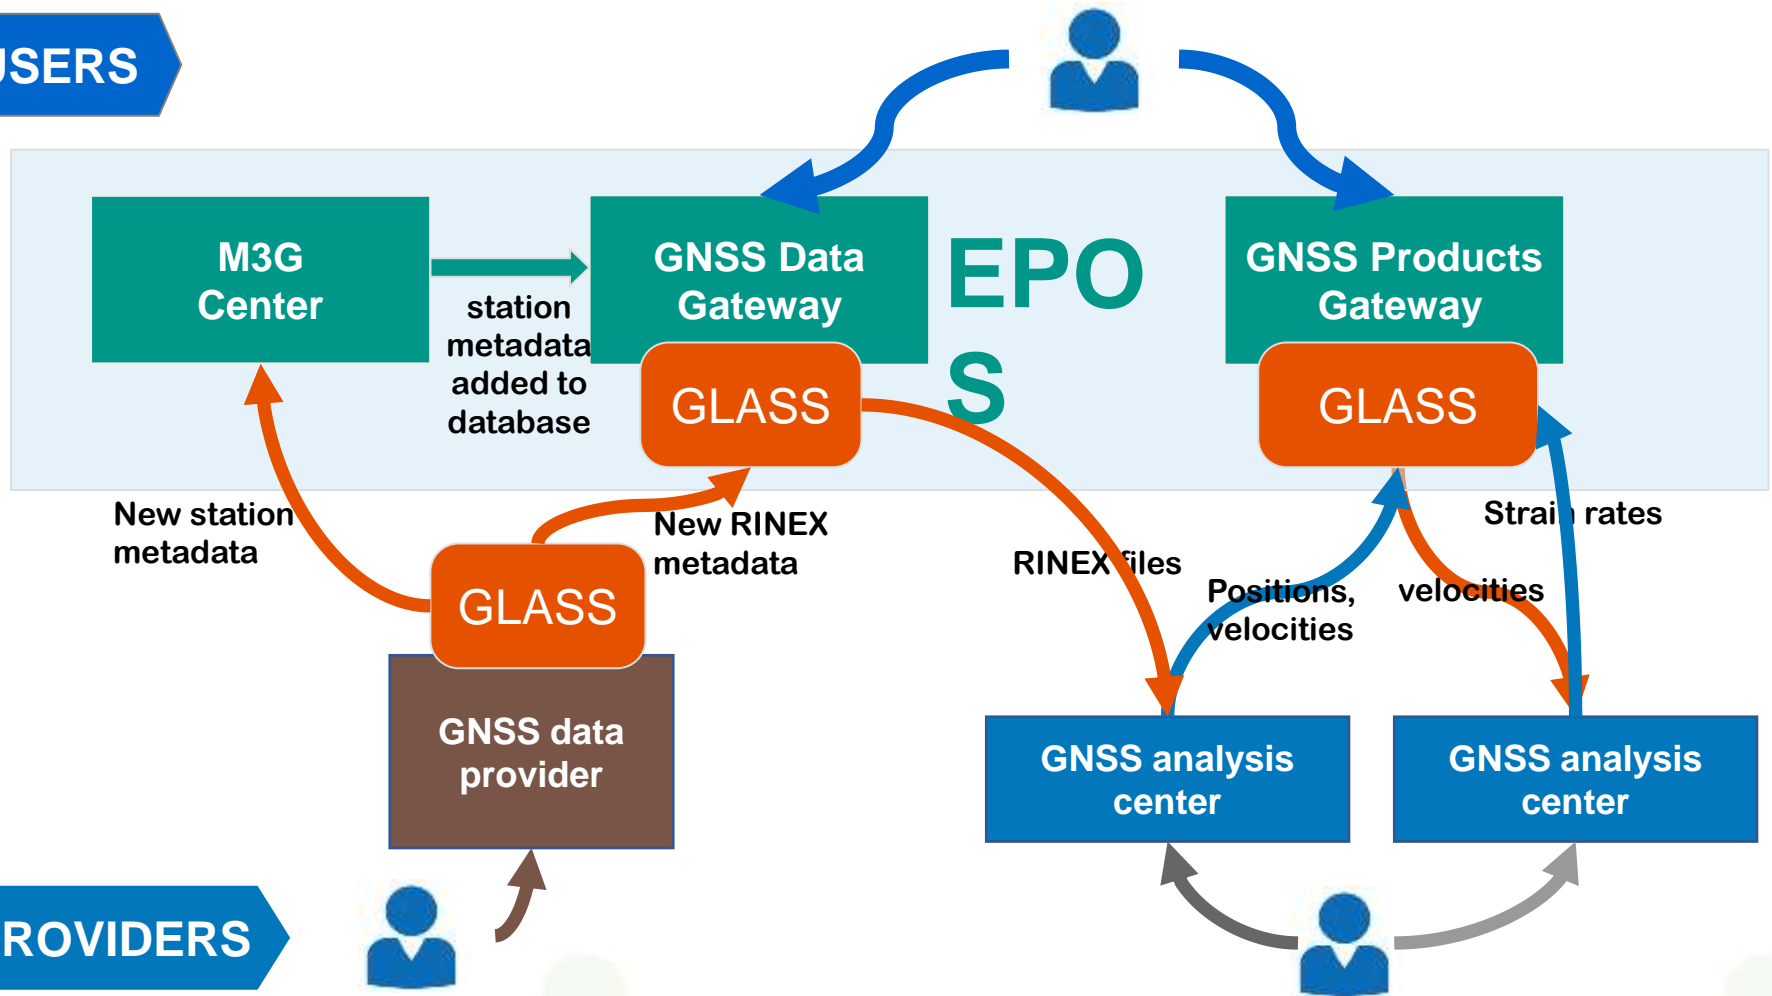 USERS
M3G
Center
station
metadata
added to
database
GNSS Data
Gateway
GLASS
EPO
S
GNSS Products
Gateway
GLASS
New station
metadata
New RINEX
metadata
RINEX files
Positions,
velocities
velocities
Strain rates
GLASS
GNSS data
provider
GNSS analysis
center
GNSS analysis
center
ROVIDERS